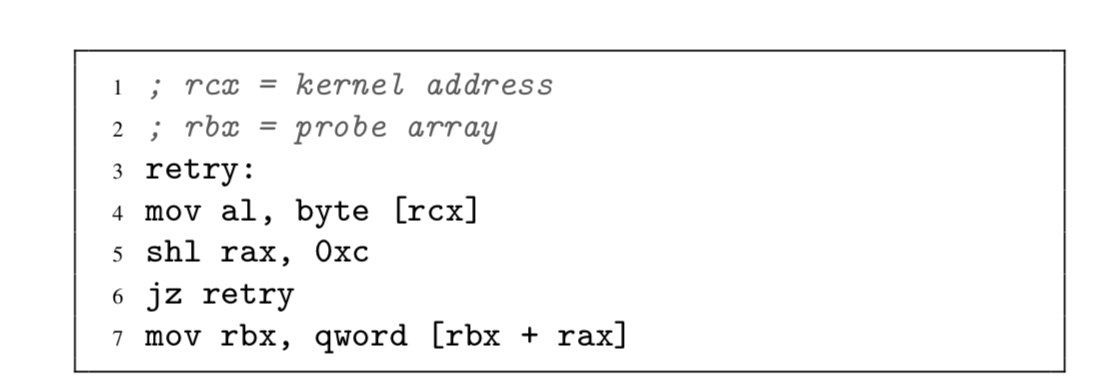 1 ; rcx = kernel address
2 ; rbx = probe array
3 retry:
4 mov al, byte [rcx]
5 shl rax, 0xc
6 jz retry
7 mov rbx, qword [rbx + rax]